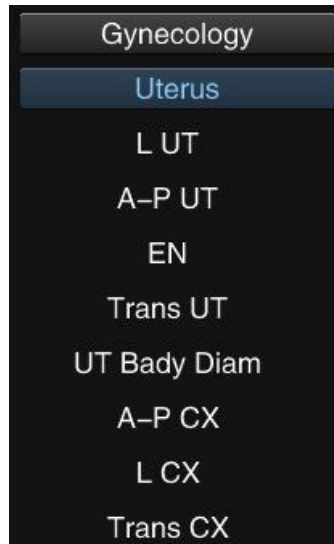 Gynecology
Uterus
L UT
A-P UT
EN
Trans UT
UT Bady Diam
A-P CX
L CX
Trans CX